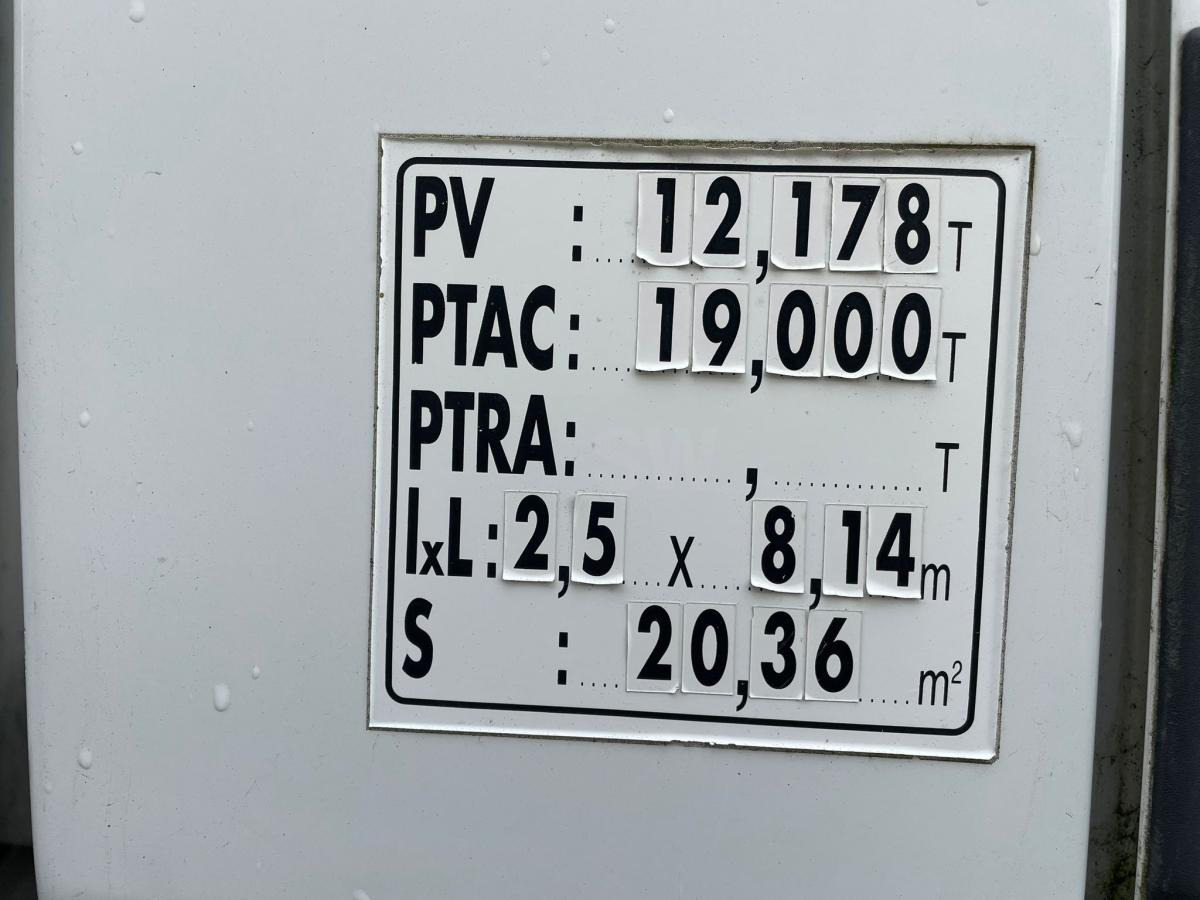 PV : 12,178 T
PTAC : 19,000 T
PTRA : , T
lxL : 2,5 x 8,14 m
S : 20,36 m²